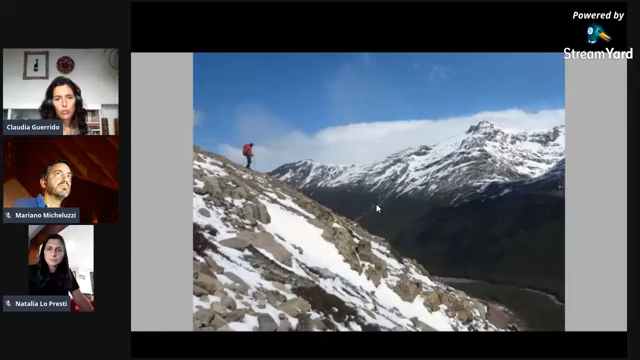 Powered by
StreamYard
Claudia Guerrido
Mariano Micheluzzi
Natalia Lo Presti